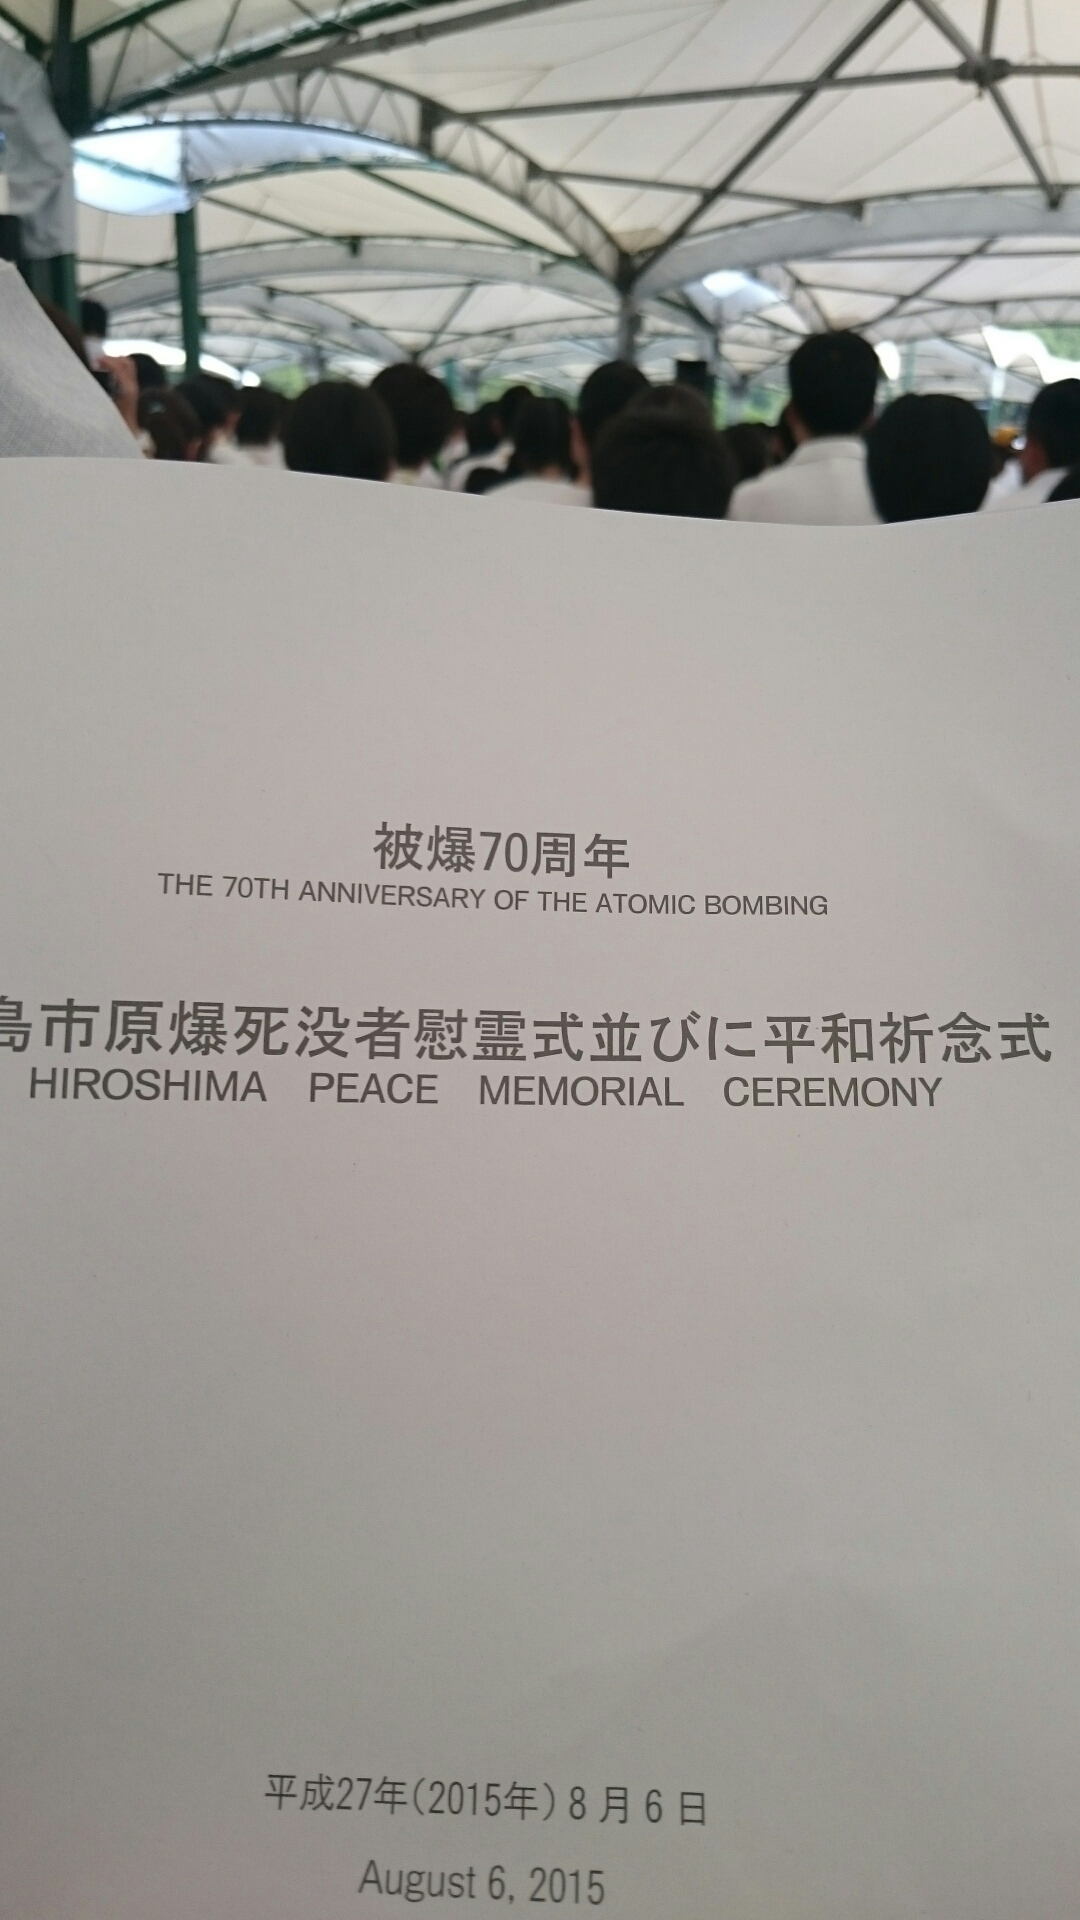 被爆70周年
THE 70TH ANNIVERSARY OF THE ATOMIC BOMBING
島市原爆死没者慰霊式並びに平和祈念式
HIROSHIMA PEACE MEMORIAL CEREMONY
平成27年(2015年) 8月6日
August 6, 2015